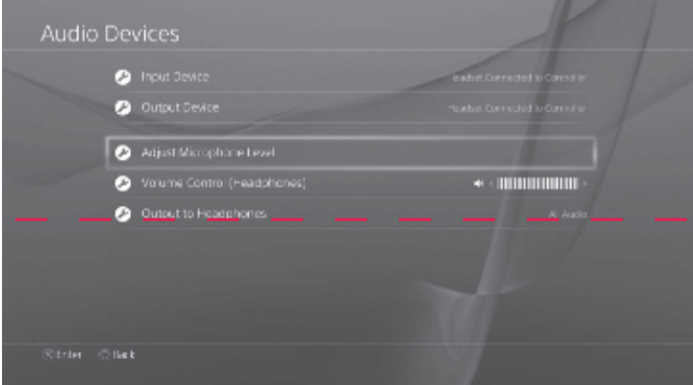 Audio Devices
Input Device
Headset Connected to Controller
Output Device
Headset Connected to Controller
Adjust Microphone Level
Volume Control (Headphones)
Output to Headphones
All Audio
Enter
Back